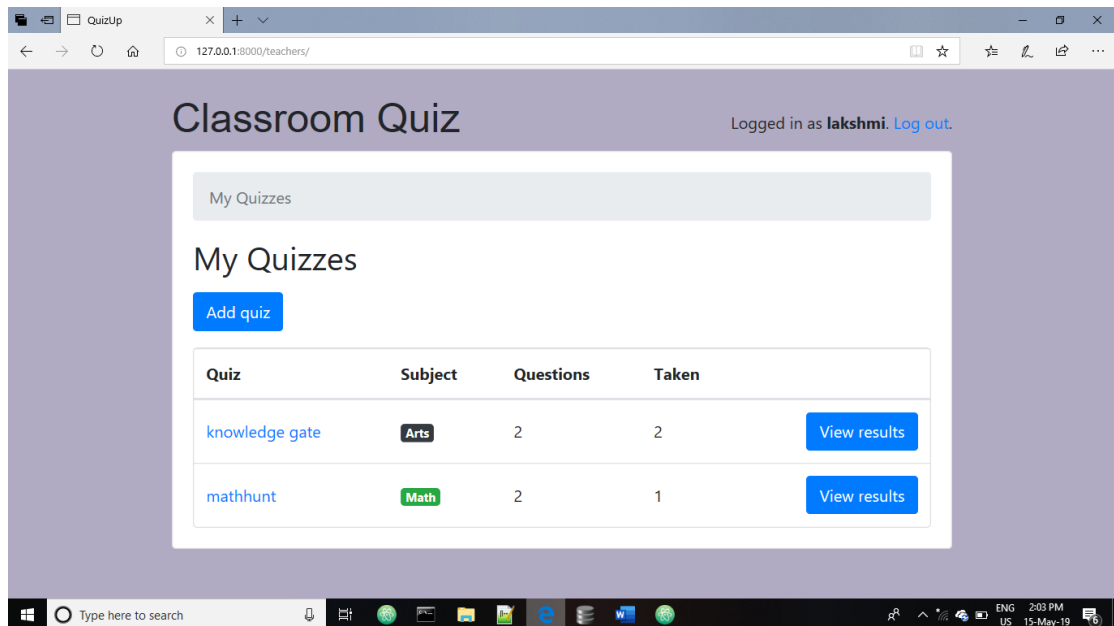 QuizUp
127.0.0.1:8000/teachers/
Classroom Quiz
Logged in as lakshmi. Log out.
My Quizzes
My Quizzes
Add quiz
Quiz Subject Questions Taken
knowledge gate Arts 2 2 View results
mathhunt Math 2 1 View results
Type here to search
ENG 2:03 PM
US 15-May-19
6